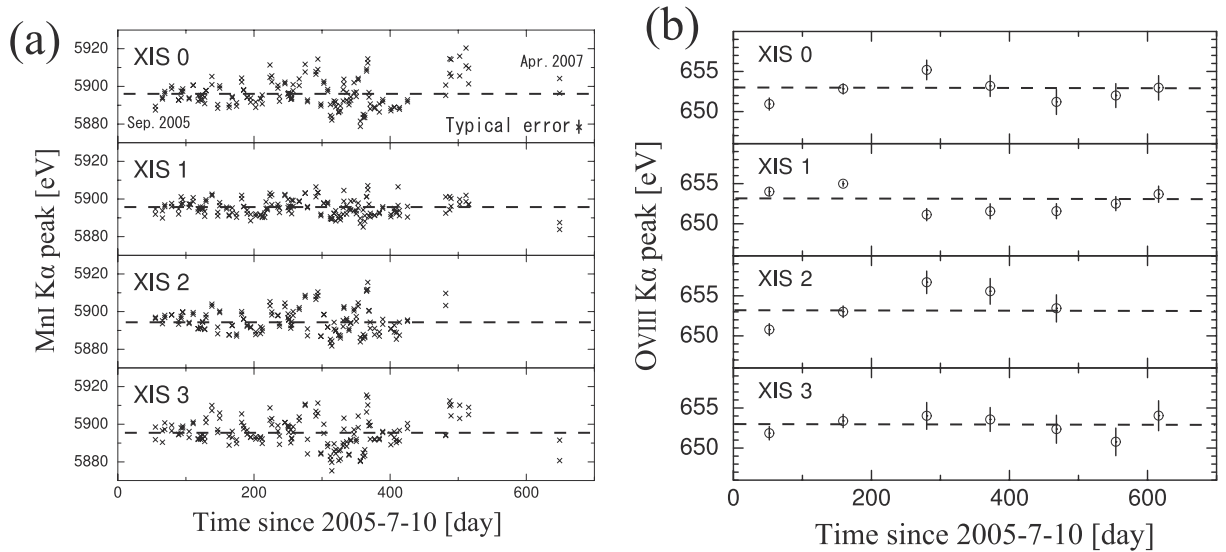 (a)
MnI Kα peak [eV]
5920
5900
5880
XIS 0
Sep. 2005
Apr. 2007
Typical error
5920
5900
5880
XIS 1
5920
5900
5880
XIS 2
5920
5900
5880
XIS 3
0 200 400 600
Time since 2005-7-10 [day]
(b)
OVIII Kα peak [eV]
655
650
XIS 0
655
650
XIS 1
655
650
XIS 2
655
650
XIS 3
0 200 400 600
Time since 2005-7-10 [day]